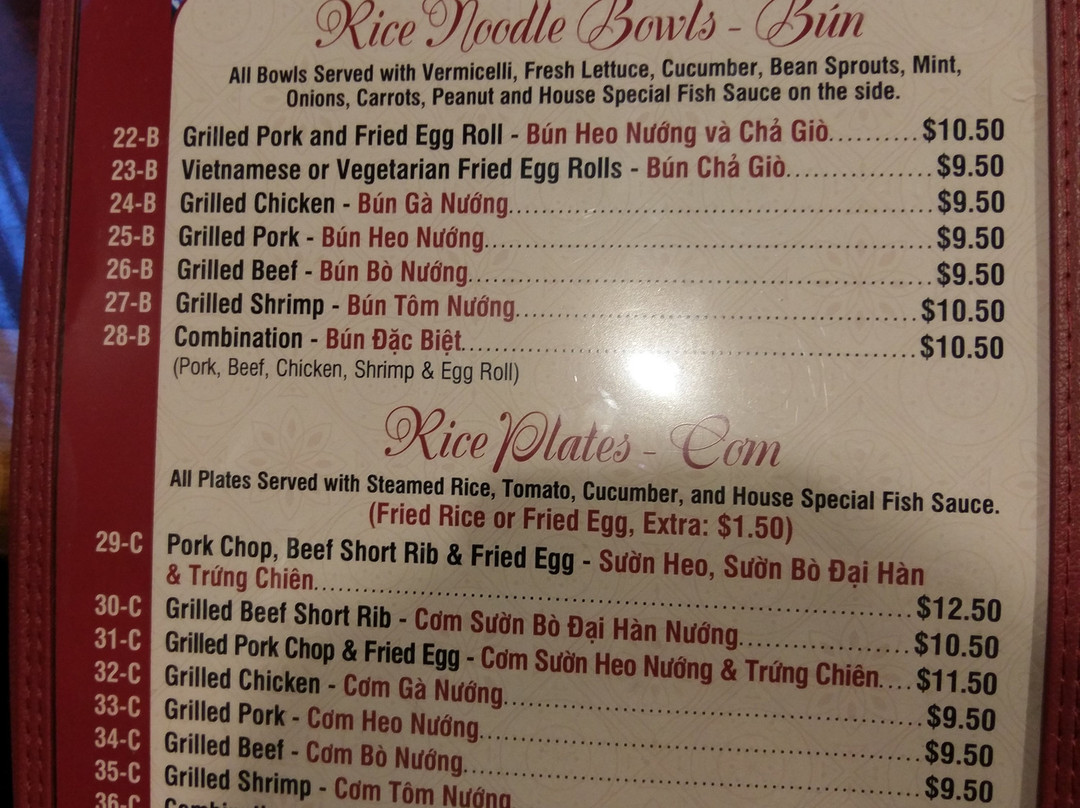 Rice Noodle Bowls - Bún
All Bowls Served with Vermicelli, Fresh Lettuce, Cucumber, Bean Sprouts, Mint,
Onions, Carrots, Peanut and House Special Fish Sauce on the side.
22-B Grilled Pork and Fried Egg Roll - Bún Heo Nướng và Chả Giò.......... $10.50
23-B Vietnamese or Vegetarian Fried Egg Rolls - Bún Chả Giò................ $9.50
24-B Grilled Chicken - Bún Gà Nướng................ $9.50
25-B Grilled Pork - Bún Heo Nướng................ $9.50
26-B Grilled Beef - Bún Bò Nướng................ $9.50
27-B Grilled Shrimp - Bún Tôm Nướng................ $10.50
28-B Combination - Bún Đặc Biệt................ $10.50
(Pork, Beef, Chicken, Shrimp & Egg Roll)
Rice Plates - Cơm
All Plates Served with Steamed Rice, Tomato, Cucumber, and House Special Fish Sauce.
(Fried Rice or Fried Egg, Extra: $1.50)
29-C Pork Chop, Beef Short Rib & Fried Egg - Sườn Heo, Sườn Bò Đại Hàn
& Trứng Chiên................ $12.50
30-C Grilled Beef Short Rib - Cơm Sườn Bò Đại Hàn Nướng................ $10.50
31-C Grilled Pork Chop & Fried Egg - Cơm Sườn Heo Nướng & Trứng Chiên.... $11.50
32-C Grilled Chicken - Cơm Gà Nướng................ $9.50
33-C Grilled Pork - Cơm Heo Nướng................ $9.50
34-C Grilled Beef - Cơm Bò Nướng................ $9.50
35-C Grilled Shrimp - Cơm Tôm Nướng
36-C